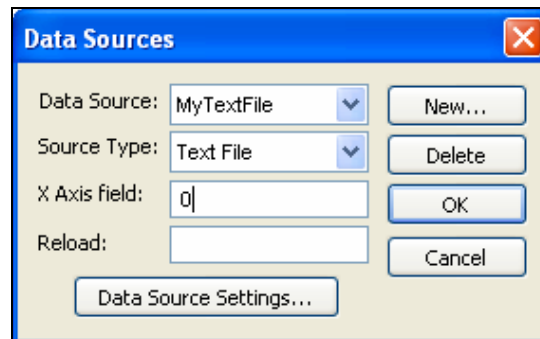 Data Sources
Data Source: MyTextFile New...
Source Type: Text File Delete
X Axis field: 0 OK
Reload: Cancel
Data Source Settings...